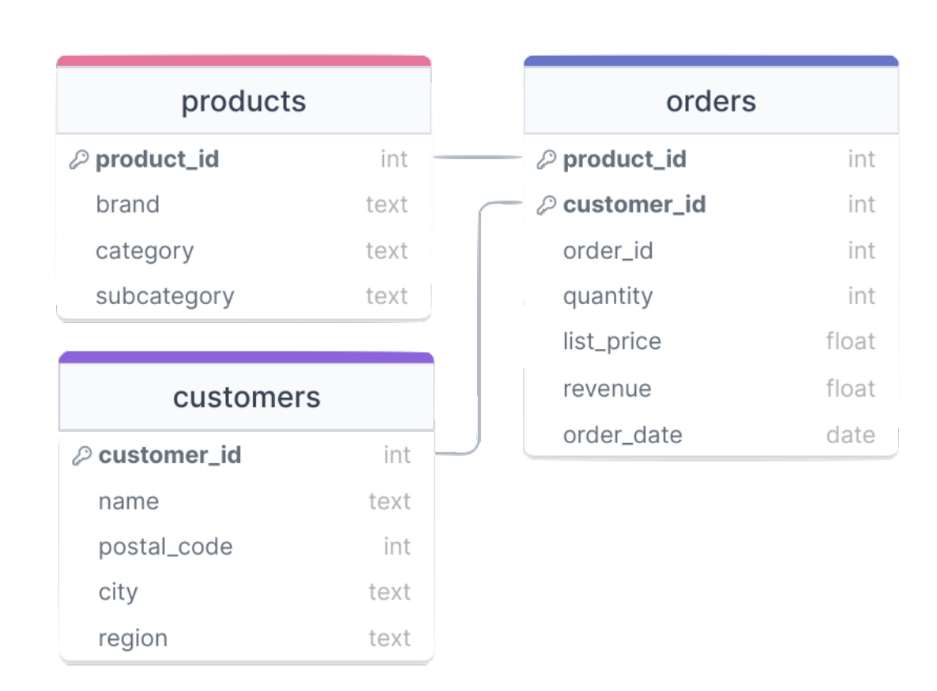 products
product_id int
brand text
category text
subcategory text
customers
customer_id int
name text
postal_code int
city text
region text
orders
product_id int
customer_id int
order_id int
quantity int
list_price float
revenue float
order_date date